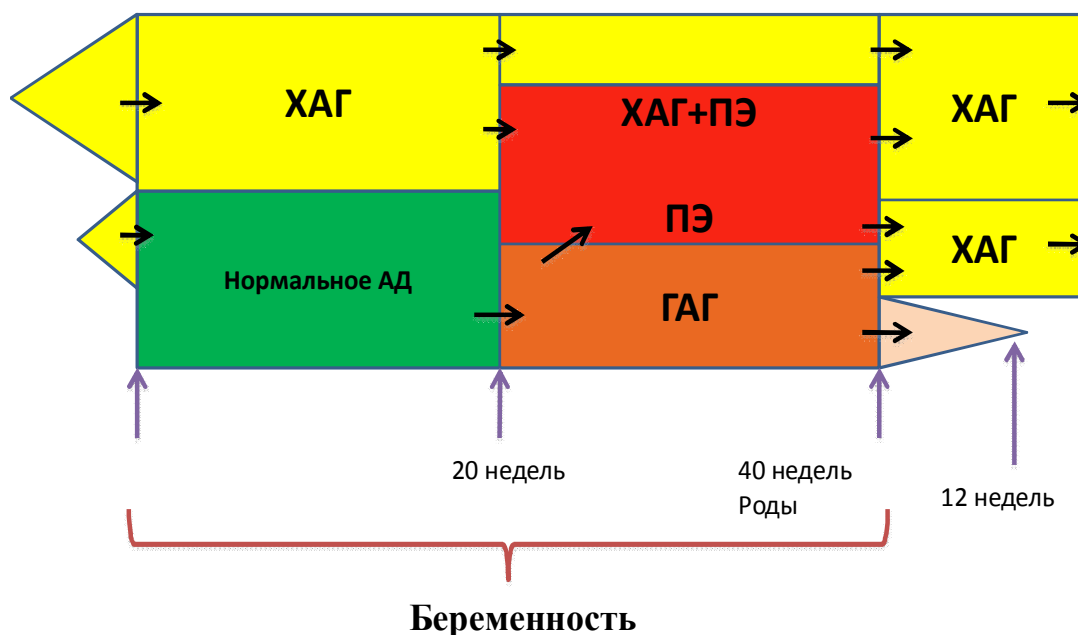 ХАГ
ХАГ+ПЭ
ХАГ
ПЭ
ХАГ
Нормальное АД
ГАГ
20 недель
40 недель
Роды
12 недель
Беременность